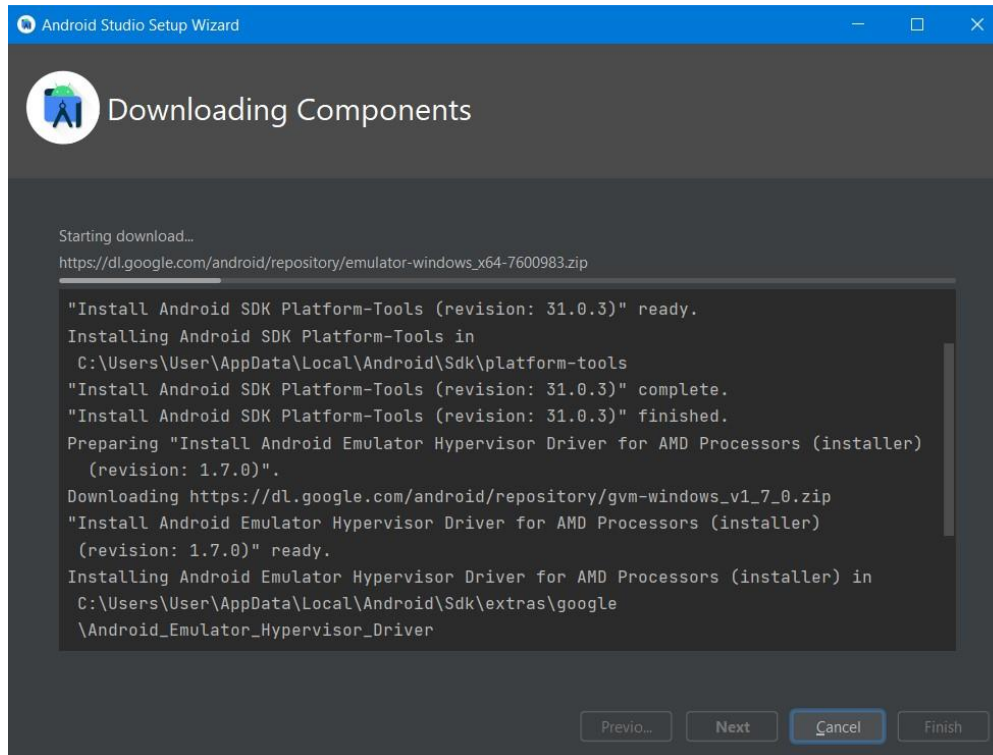 Android Studio Setup Wizard
Downloading Components
Starting download...
https://dl.google.com/android/repository/emulator-windows_x64-7600983.zip
"Install Android SDK Platform-Tools (revision: 31.0.3)" ready.
Installing Android SDK Platform-Tools in
C:\Users\User\AppData\Local\Android\Sdk\platform-tools
"Install Android SDK Platform-Tools (revision: 31.0.3)" complete.
"Install Android SDK Platform-Tools (revision: 31.0.3)" finished.
Preparing "Install Android Emulator Hypervisor Driver for AMD Processors (installer)
(revision: 1.7.0)".
Downloading https://dl.google.com/android/repository/gvm-windows_v1_7_0.zip
"Install Android Emulator Hypervisor Driver for AMD Processors (installer)
(revision: 1.7.0)" ready.
Installing Android Emulator Hypervisor Driver for AMD Processors (installer) in
C:\Users\User\AppData\Local\Android\Sdk\extras\google
\Android_Emulator_Hypervisor_Driver
Previo... Next Cancel Finish